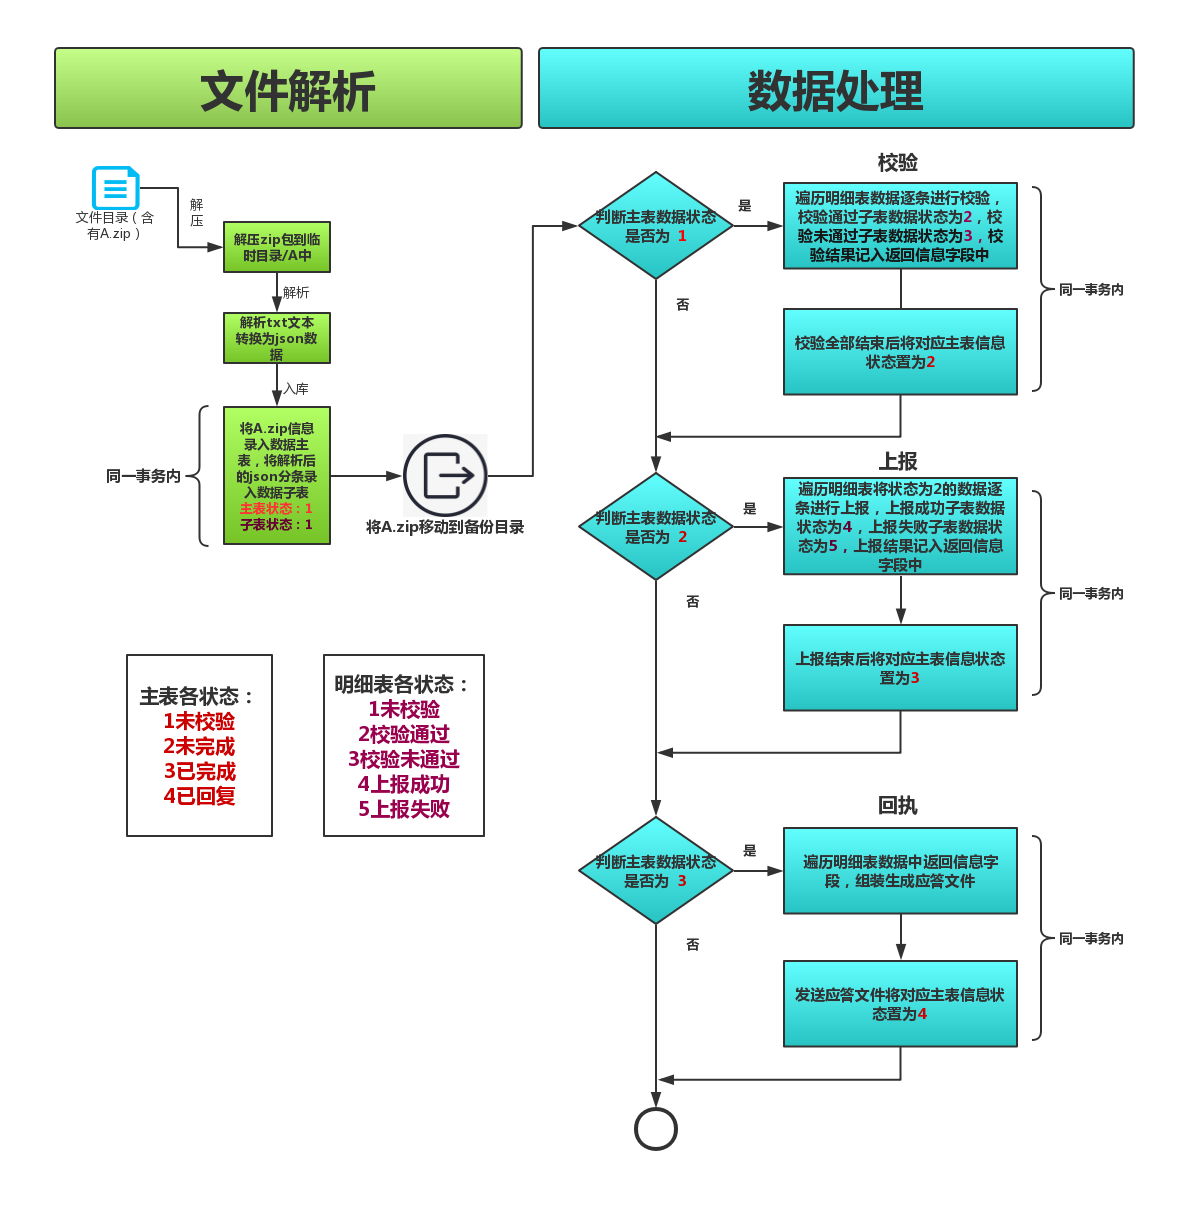 文件解析
数据处理
文件目录（含
有A.zip）
解
压
解压zip包到临
时目录/A中
解析
解析txt文本
转换为json数
据
入库
同一事务内
将A.zip信息
录入数据主
表，将解析后
的json分条录
入数据子表
主表状态：1
子表状态：1
将A.zip移动到备份目录
主表各状态：
1未校验
2未完成
3已完成
4已回复
明细表各状态：
1未校验
2校验通过
3校验未通过
4上报成功
5上报失败
判断主表数据状态
是否为 1
是
否
校验
遍历明细表数据逐条进行校验，
校验通过子表数据状态为2，校
验未通过子表数据状态为3，校
验结果记入返回信息字段中
校验全部结束后将对应主表信息
状态置为2
同一事务内
判断主表数据状态
是否为 2
是
否
上报
遍历明细表将状态为2的数据逐
条进行上报，上报成功子表数据
状态为4，上报失败子表数据状
态为5，上报结果记入返回信息
字段中
上报结束后将对应主表信息状态
置为3
同一事务内
判断主表数据状态
是否为 3
是
否
回执
遍历明细表数据中返回信息字
段，组装生成应答文件
发送应答文件将对应主表信息状
态置为4
同一事务内